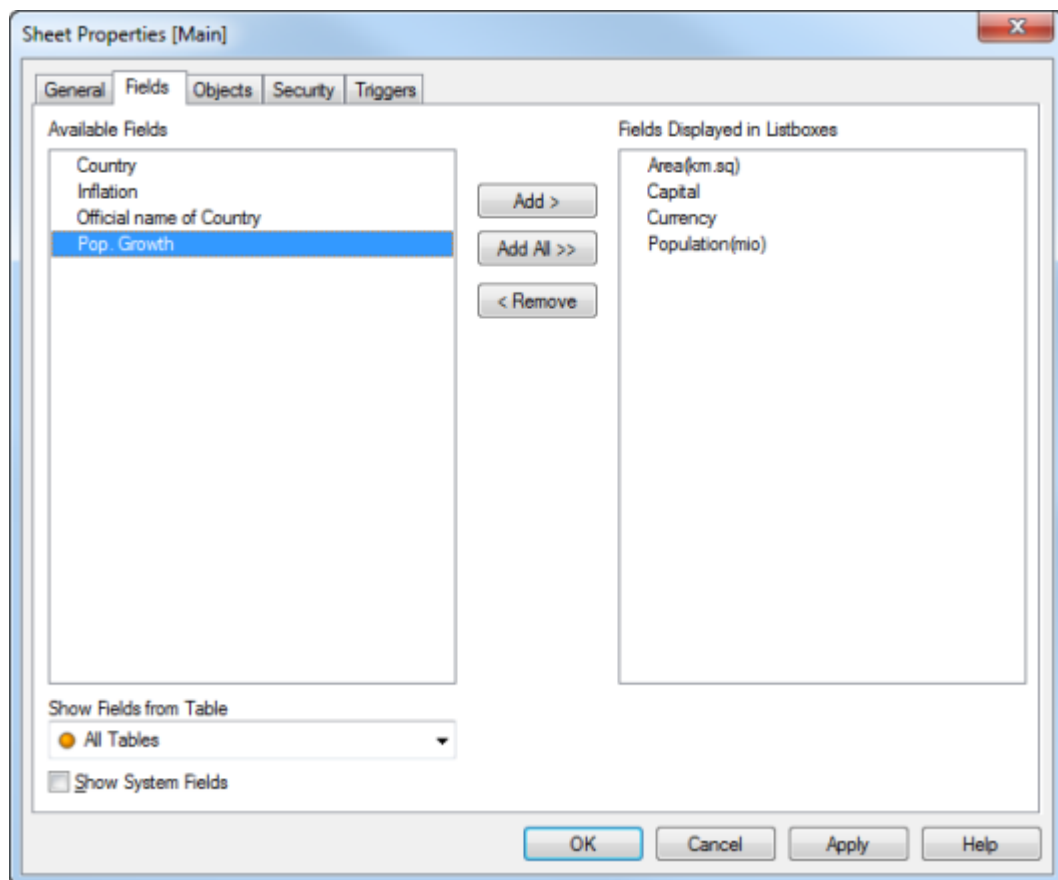 Sheet Properties [Main]
General Fields Objects Security Triggers
Available Fields
Country
Inflation
Official name of Country
Pop. Growth
Add >
Add All >>
< Remove
Fields Displayed in Listboxes
Area(km.sq)
Capital
Currency
Population(mio)
Show Fields from Table
All Tables
Show System Fields
OK Cancel Apply Help